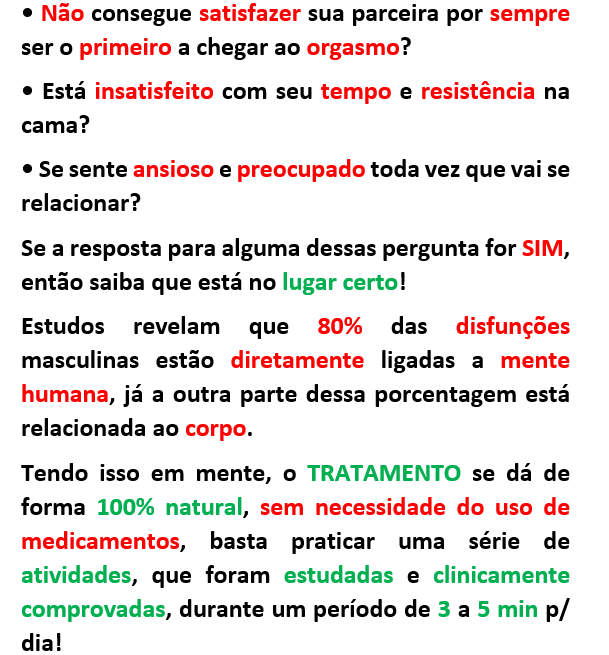 • Não consegue satisfazer sua parceira por sempre
ser o primeiro a chegar ao orgasmo?
• Está insatisfeito com seu tempo e resistência na
cama?
• Se sente ansioso e preocupado toda vez que vai se
relacionar?
Se a resposta para alguma dessas pergunta for SIM,
então saiba que está no lugar certo!
Estudos revelam que 80% das disfunções
masculinas estão diretamente ligadas a mente
humana, já a outra parte dessa porcentagem está
relacionada ao corpo.
Tendo isso em mente, o TRATAMENTO se dá de
forma 100% natural, sem necessidade do uso de
medicamentos, basta praticar uma série de
atividades, que foram estudadas e clinicamente
comprovadas, durante um período de 3 a 5 min p/
dia!